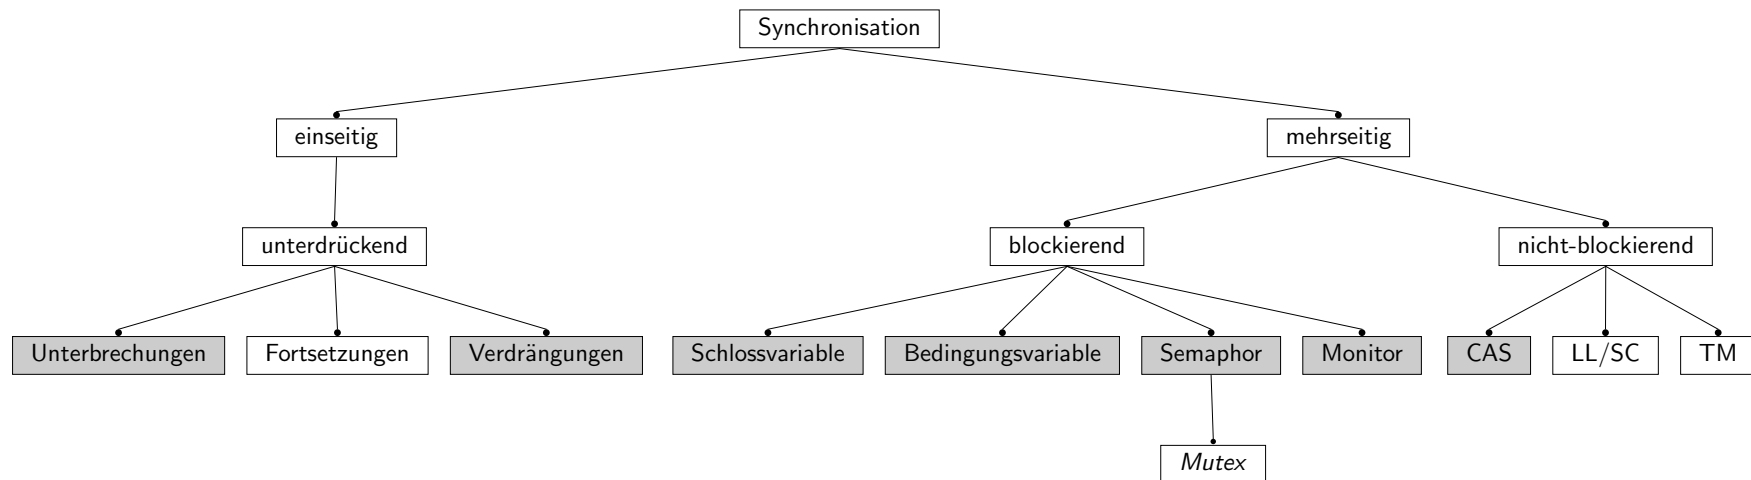 Synchronisation
einseitig
mehrseitig
unterdrückend
blockierend
nicht-blockierend
Unterbrechungen
Fortsetzungen
Verdrängungen
Schlossvariable
Bedingungsvariable
Semaphor
Monitor
CAS
LL/SC
TM
Mutex